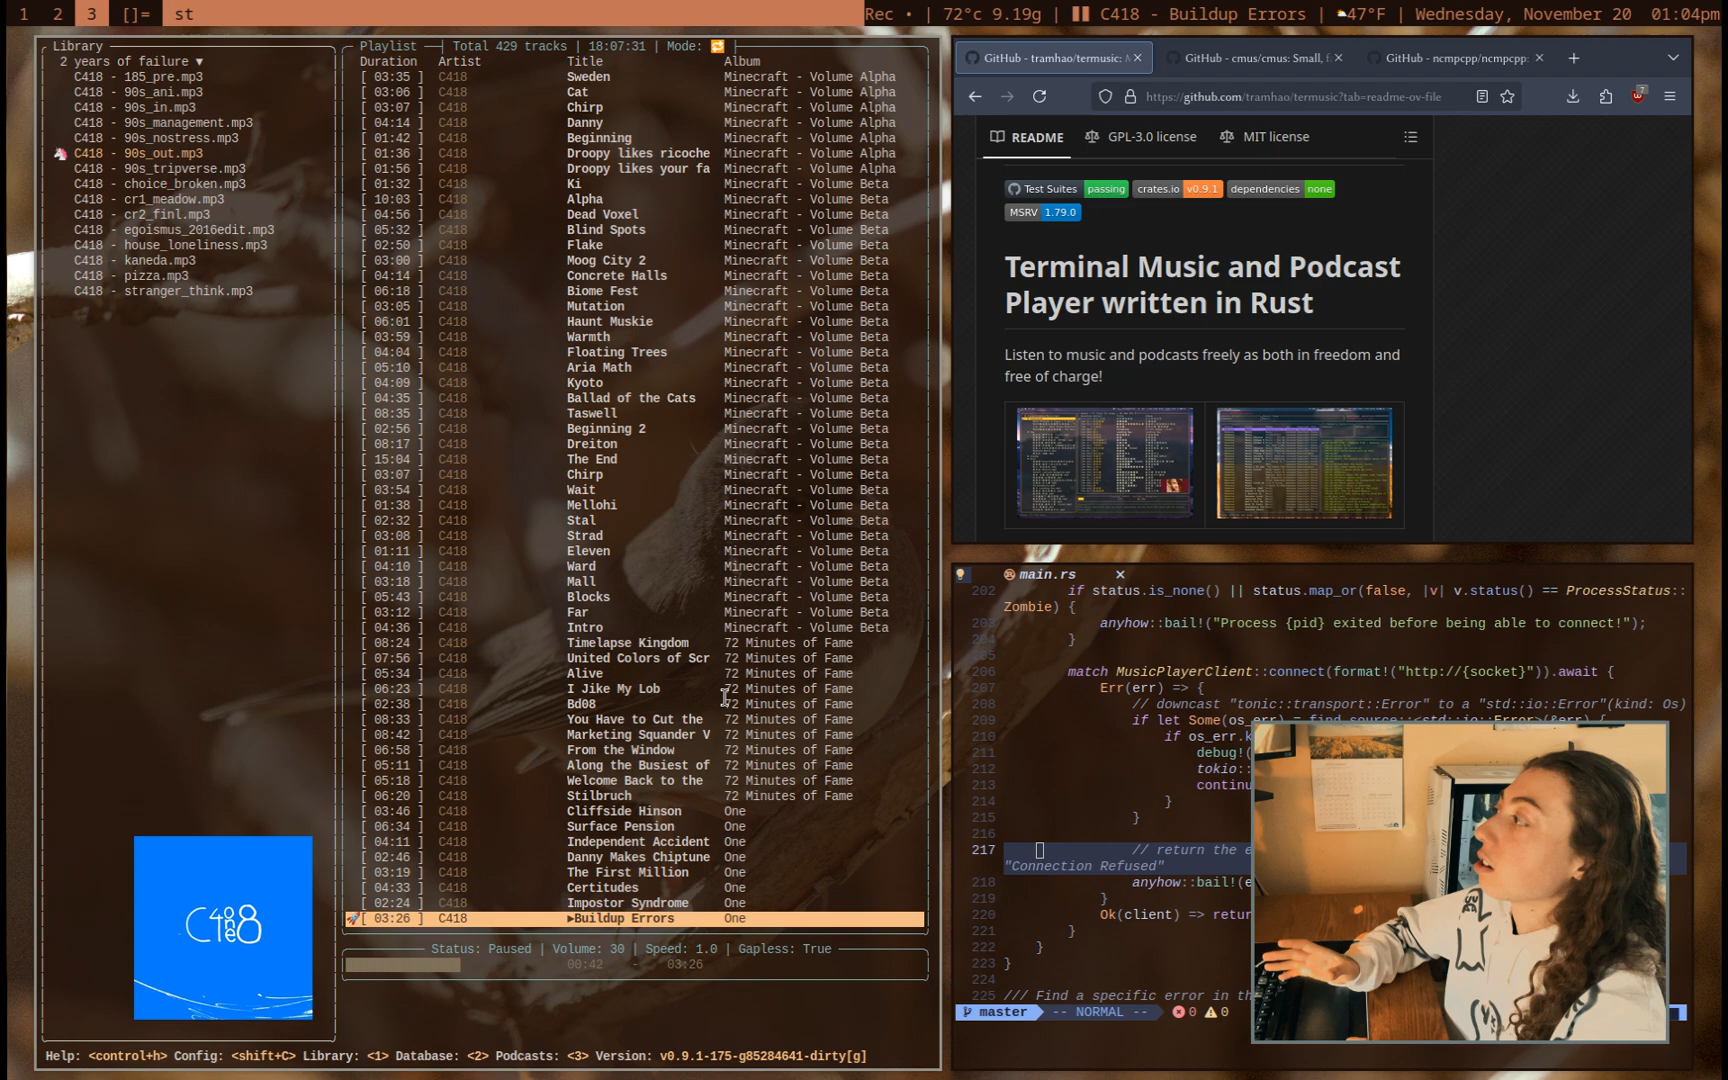 1 2 3 []= st
Rec • | 72°c 9.19g | C418 - Buildup Errors | 47°F | Wednesday, November 20 01:04pm
Library
2 years of failure ▼
C418 - 185_pre.mp3
C418 - 90s_ani.mp3
C418 - 90s_in.mp3
C418 - 90s_management.mp3
C418 - 90s_nostress.mp3
C418 - 90s_out.mp3
C418 - 90s_tripverse.mp3
C418 - choice_broken.mp3
C418 - cr1_meadow.mp3
C418 - cr2_finl.mp3
C418 - egoismus_2016edit.mp3
C418 - house_loneliness.mp3
C418 - kaneda.mp3
C418 - pizza.mp3
C418 - stranger_think.mp3
C418
one
Playlist | Total 429 tracks | 18:07:31 | Mode: 🔁
Duration Artist Title Album
[ 03:35 ] C418 Sweden Minecraft - Volume Alpha
[ 03:06 ] C418 Cat Minecraft - Volume Alpha
[ 03:07 ] C418 Chirp Minecraft - Volume Alpha
[ 04:14 ] C418 Danny Minecraft - Volume Alpha
[ 01:42 ] C418 Beginning Minecraft - Volume Alpha
[ 01:36 ] C418 Droopy likes ricoche Minecraft - Volume Alpha
[ 01:56 ] C418 Droopy likes your fa Minecraft - Volume Alpha
[ 01:32 ] C418 Ki Minecraft - Volume Beta
[ 10:03 ] C418 Alpha Minecraft - Volume Beta
[ 04:56 ] C418 Dead Voxel Minecraft - Volume Beta
[ 05:32 ] C418 Blind Spots Minecraft - Volume Beta
[ 02:50 ] C418 Flake Minecraft - Volume Beta
[ 03:00 ] C418 Moog City 2 Minecraft - Volume Beta
[ 04:14 ] C418 Concrete Halls Minecraft - Volume Beta
[ 06:18 ] C418 Biome Fest Minecraft - Volume Beta
[ 03:05 ] C418 Mutation Minecraft - Volume Beta
[ 06:01 ] C418 Haunt Muskie Minecraft - Volume Beta
[ 03:59 ] C418 Warmth Minecraft - Volume Beta
[ 04:04 ] C418 Floating Trees Minecraft - Volume Beta
[ 05:10 ] C418 Aria Math Minecraft - Volume Beta
[ 04:09 ] C418 Kyoto Minecraft - Volume Beta
[ 04:35 ] C418 Ballad of the Cats Minecraft - Volume Beta
[ 08:35 ] C418 Taswell Minecraft - Volume Beta
[ 02:56 ] C418 Beginning 2 Minecraft - Volume Beta
[ 08:17 ] C418 Dreiton Minecraft - Volume Beta
[ 15:04 ] C418 The End Minecraft - Volume Beta
[ 03:07 ] C418 Chirp Minecraft - Volume Beta
[ 03:54 ] C418 Wait Minecraft - Volume Beta
[ 01:38 ] C418 Mellohi Minecraft - Volume Beta
[ 02:32 ] C418 Stal Minecraft - Volume Beta
[ 03:08 ] C418 Strad Minecraft - Volume Beta
[ 01:11 ] C418 Eleven Minecraft - Volume Beta
[ 04:10 ] C418 Ward Minecraft - Volume Beta
[ 03:18 ] C418 Mall Minecraft - Volume Beta
[ 05:43 ] C418 Blocks Minecraft - Volume Beta
[ 03:12 ] C418 Far Minecraft - Volume Beta
[ 04:36 ] C418 Intro Minecraft - Volume Beta
[ 08:24 ] C418 Timelapse Kingdom 72 Minutes of Fame
[ 07:56 ] C418 United Colors of Scr 72 Minutes of Fame
[ 05:34 ] C418 Alive 72 Minutes of Fame
[ 06:23 ] C418 I Jike My Lob 72 Minutes of Fame
[ 02:38 ] C418 Bd08 72 Minutes of Fame
[ 08:33 ] C418 You Have to Cut the 72 Minutes of Fame
[ 08:42 ] C418 Marketing Squander V 72 Minutes of Fame
[ 06:58 ] C418 From the Window 72 Minutes of Fame
[ 05:11 ] C418 Along the Busiest of 72 Minutes of Fame
[ 05:18 ] C418 Welcome Back to the 72 Minutes of Fame
[ 06:20 ] C418 Stilbruch 72 Minutes of Fame
[ 03:46 ] C418 Cliffside Hinson One
[ 06:34 ] C418 Surface Pension One
[ 04:11 ] C418 Independent Accident One
[ 02:46 ] C418 Danny Makes Chiptune One
[ 03:19 ] C418 The First Million One
[ 04:33 ] C418 Certitudes One
[ 02:24 ] C418 Impostor Syndrome One
🚀[ 03:26 ] C418 ►Buildup Errors One
Status: Paused | Volume: 30 | Speed: 1.0 | Gapless: True
00:42 - 03:26
Help: <control+h> Config: <shift+C> Library: <1> Database: <2> Podcasts: <3> Version: v0.9.1-175-g85284641-dirty[g]
GitHub - tramhao/termusic: M × GitHub - cmus/cmus: Small, f × GitHub - ncmpcpp/ncmpcpp: × +
https://github.com/tramhao/termusic?tab=readme-ov-file 7
README GPL-3.0 license MIT license
Test Suites passing crates.io v0.9.1 dependencies none
MSRV 1.79.0
Terminal Music and Podcast
Player written in Rust
Listen to music and podcasts freely as both in freedom and
free of charge!
main.rs ×
202 if status.is_none() || status.map_or(false, |v| v.status() == ProcessStatus::
Zombie) {
203 anyhow::bail!("Process {pid} exited before being able to connect!");
204 }
205
206 match MusicPlayerClient::connect(format!("http://{socket}")).await {
207 Err(err) => {
208 // downcast "tonic::transport::Error" to a "std::io::Error"(kind: Os)
209 if let Some(os_err) = find_source::<std::io::Error>(&err) {
210 if os_err.k
211 debug!(
212 tokio::
213 continu
214 }
215 }
216
217 // return the e
"Connection Refused"
218 anyhow::bail!(e
219 }
220 Ok(client) => retur
221 }
222 }
223 }
224
225 /// Find a specific error in th
master -- NORMAL -- 0 0